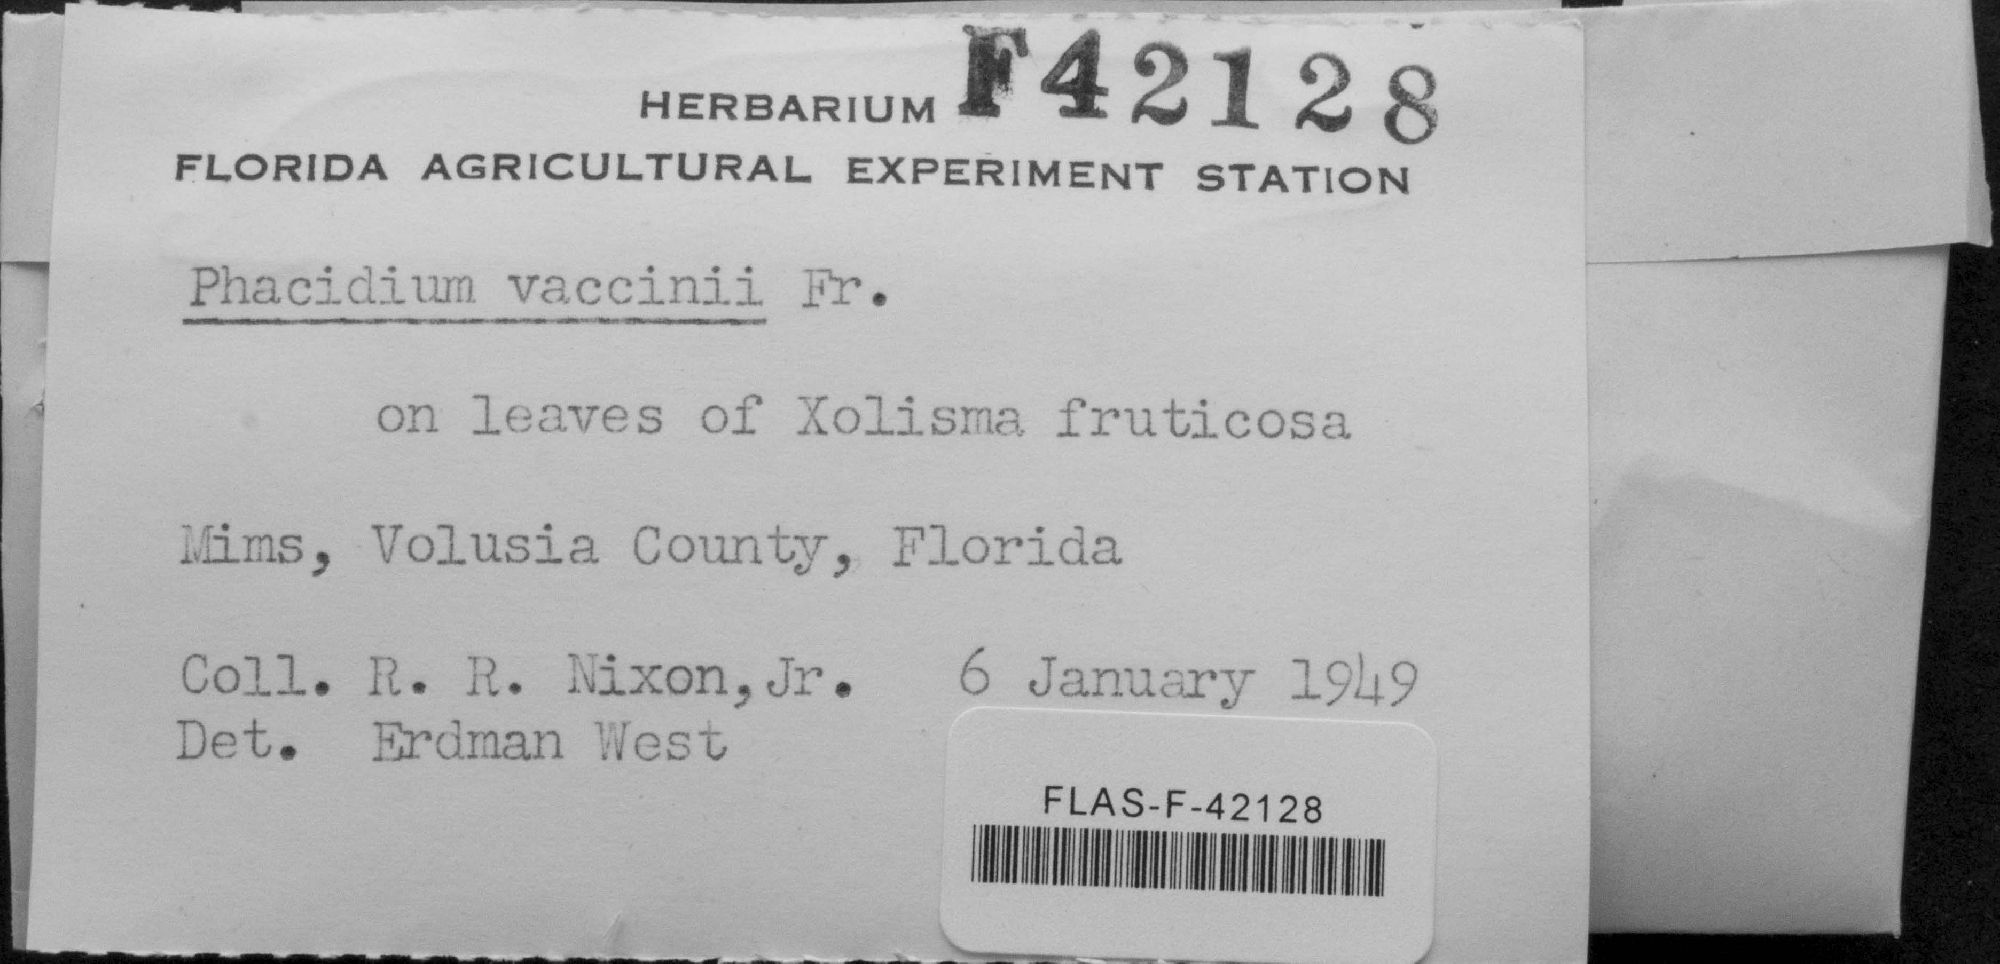 HERBARIUM F42128
FLORIDA AGRICULTURAL EXPERIMENT STATION
Phacidium vaccinii Fr.
on leaves of Xolisma fruticosa
Mims, Volusia County, Florida
Coll. R. R. Nixon, Jr. 6 January 1949
Det. Erdman West
FLAS-F-42128